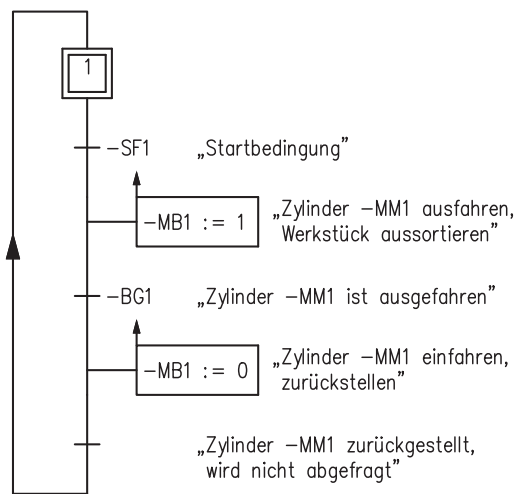 1
-SF1 „Startbedingung”
-MB1 := 1 „Zylinder -MM1 ausfahren,
Werkstück aussortieren”
-BG1 „Zylinder -MM1 ist ausgefahren”
-MB1 := 0 „Zylinder -MM1 einfahren,
zurückstellen”
„Zylinder -MM1 zurückgestellt,
wird nicht abgefragt”